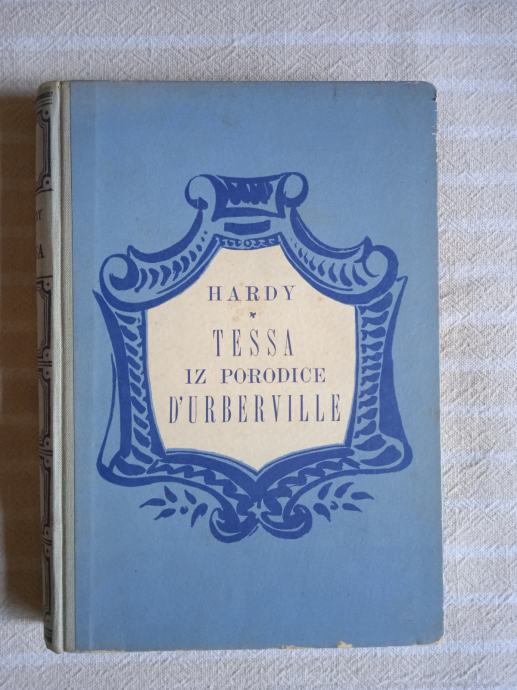 HARDY
TESSA
IZ PORODICE
D'URBERVILLE